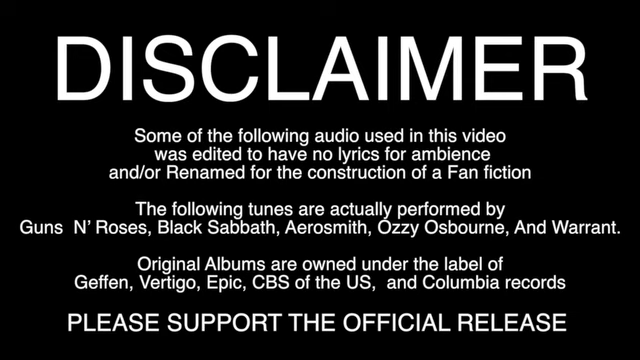 DISCLAIMER
Some of the following audio used in this video
was edited to have no lyrics for ambience
and/or Renamed for the construction of a Fan fiction
The following tunes are actually performed by
Guns N’ Roses, Black Sabbath, Aerosmith, Ozzy Osbourne, And Warrant.
Original Albums are owned under the label of
Geffen, Vertigo, Epic, CBS of the US, and Columbia records
PLEASE SUPPORT THE OFFICIAL RELEASE